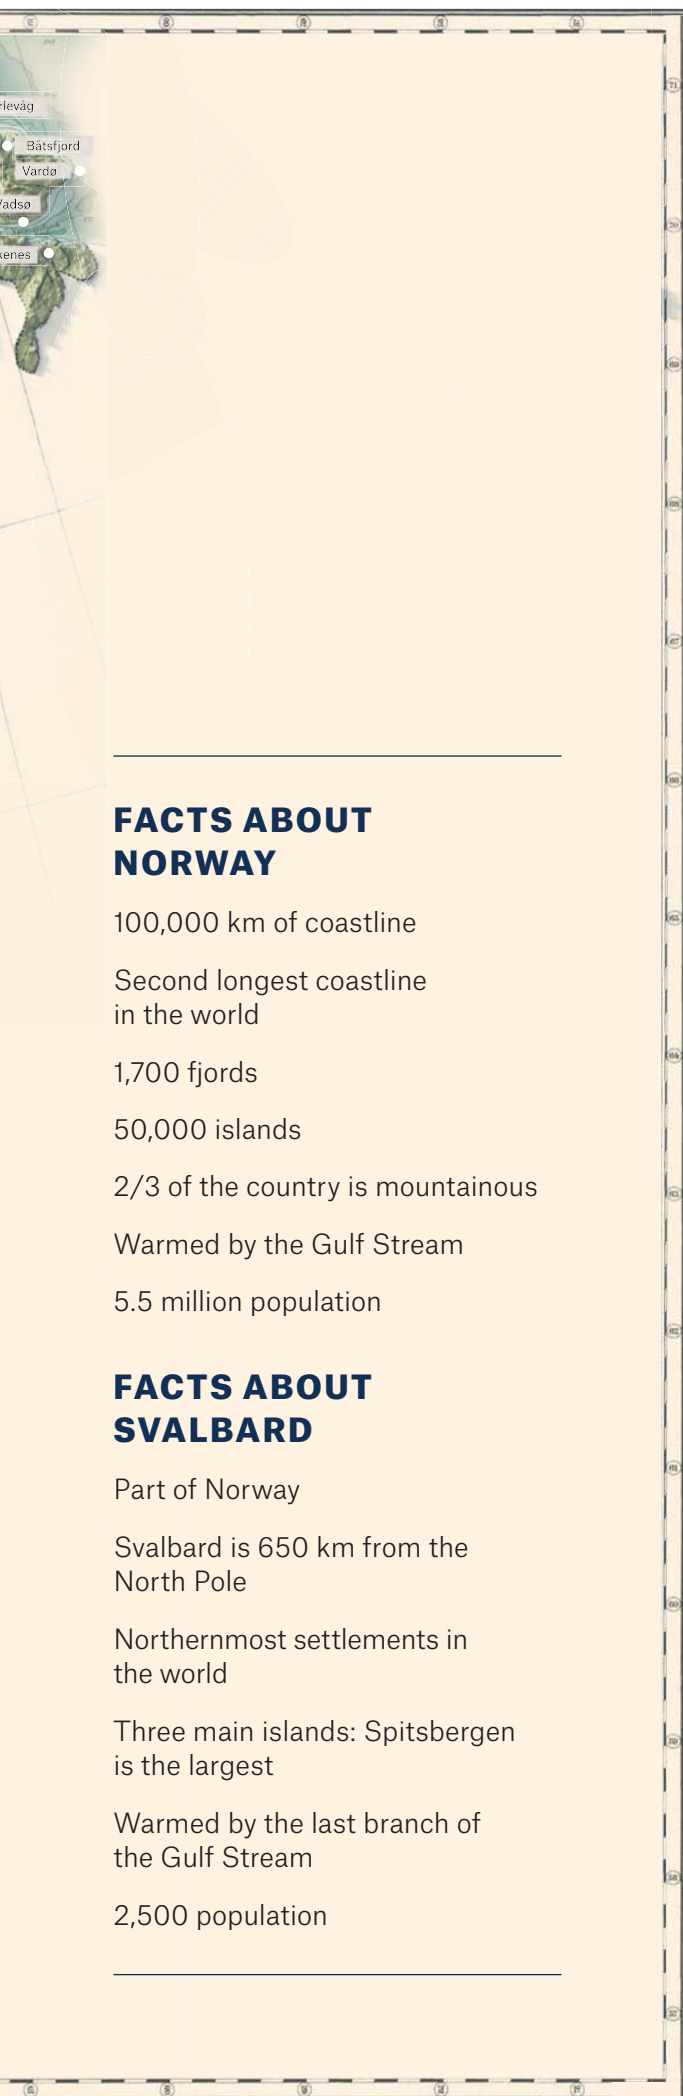 rlevåg
Båtsfjord
Vardø
Vadsø
kenes
FACTS ABOUT
NORWAY
100,000 km of coastline
Second longest coastline
in the world
1,700 fjords
50,000 islands
2/3 of the country is mountainous
Warmed by the Gulf Stream
5.5 million population
FACTS ABOUT
SVALBARD
Part of Norway
Svalbard is 650 km from the
North Pole
Northernmost settlements in
the world
Three main islands: Spitsbergen
is the largest
Warmed by the last branch of
the Gulf Stream
2,500 population